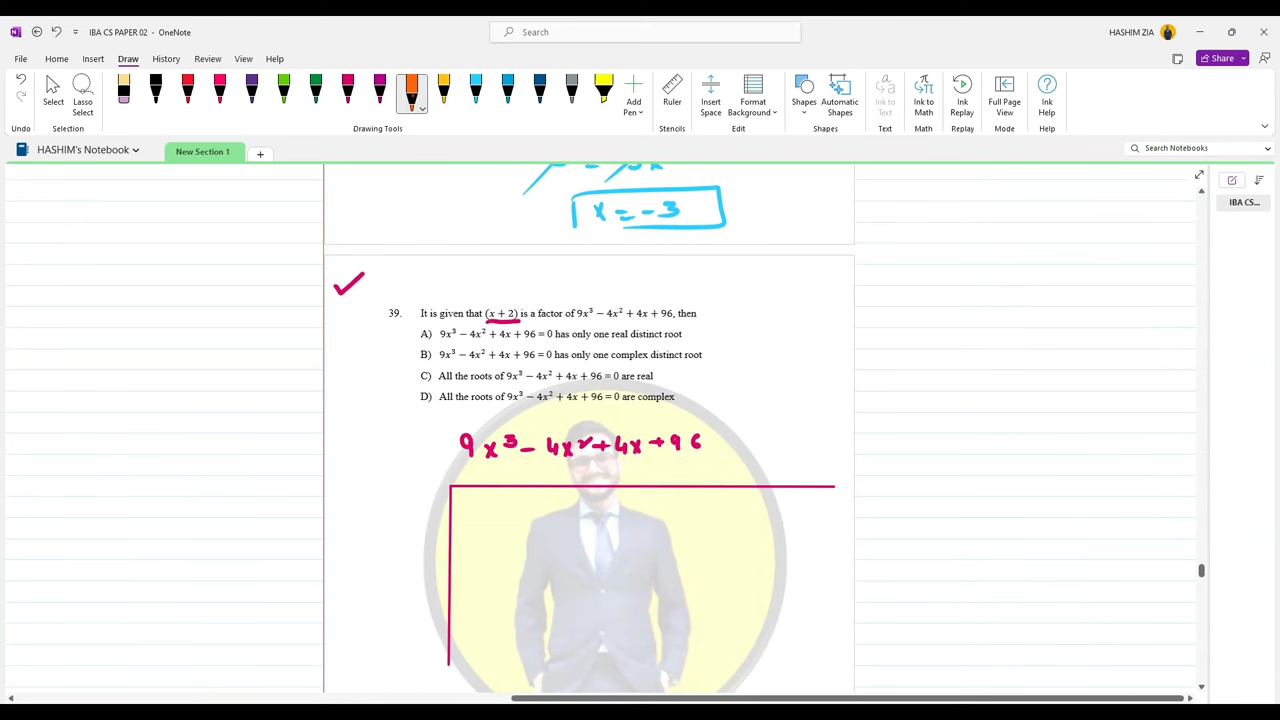 IBA CS PAPER 02 - OneNote
Search
HASHIM ZIA
File Home Insert Draw History Review View Help
Share
Select
Lasso Select
Add Pen
Ruler
Insert Space
Format Background
Shapes
Automatic Shapes
Ink to Text
Ink to Math
Ink Replay
Full Page View
Ink Help
Undo
Selection
Drawing Tools
Stencils
Edit
Shapes
Text
Math
Replay
Mode
Help
HASHIM's Notebook
New Section 1
+
Search Notebooks
IBA CS...
x = -3
39. It is given that (x + 2) is a factor of 9x³ − 4x² + 4x + 96, then
A) 9x³ − 4x² + 4x + 96 = 0 has only one real distinct root
B) 9x³ − 4x² + 4x + 96 = 0 has only one complex distinct root
C) All the roots of 9x³ − 4x² + 4x + 96 = 0 are real
D) All the roots of 9x³ − 4x² + 4x + 96 = 0 are complex
9x³ - 4x² + 4x + 96